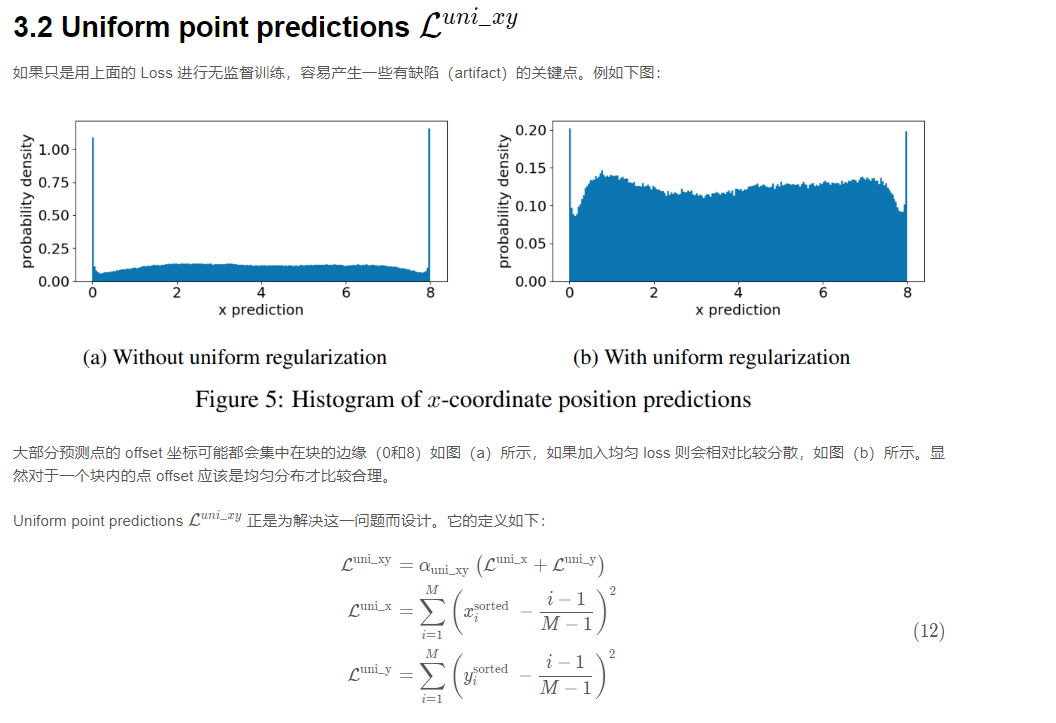 3.2 Uniform point predictions $\mathcal{L}^{uni\_xy}$
如果只是用上面的 Loss 进行无监督训练，容易产生一些有缺陷（artifact）的关键点。例如下图：
probability density
1.00
0.75
0.50
0.25
0.00
0 2 4 6 8
x prediction
(a) Without uniform regularization
probability density
0.20
0.15
0.10
0.05
0.00
0 2 4 6 8
x prediction
(b) With uniform regularization
Figure 5: Histogram of x-coordinate position predictions
大部分预测点的 offset 坐标可能都会集中在块的边缘（0和8）如图（a）所示，如果加入均匀 loss 则会相对比较分散，如图（b）所示。显
然对于一个块内的点 offset 应该是均匀分布才比较合理。
Uniform point predictions $\mathcal{L}^{uni\_xy}$ 正是为解决这一问题而设计。它的定义如下：
$\mathcal{L}^{\text{uni\_xy}} = \alpha_{\text{uni\_xy}} \left(\mathcal{L}^{\text{uni\_x}} + \mathcal{L}^{\text{uni\_y}}\right)$
$\mathcal{L}^{\text{uni\_x}} = \sum_{i=1}^{M} \left(x_i^{\text{sorted}} - \frac{i-1}{M-1}\right)^2$
(12)
$\mathcal{L}^{\text{uni\_y}} = \sum_{i=1}^{M} \left(y_i^{\text{sorted}} - \frac{i-1}{M-1}\right)^2$